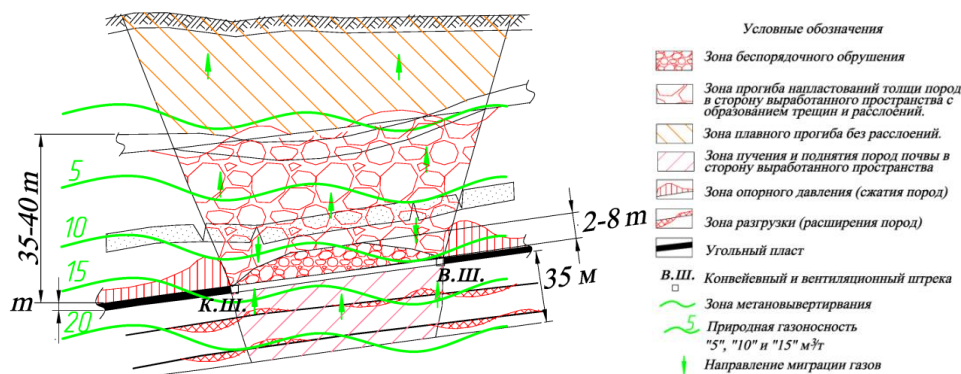 5
10
15
20
35-40 m
m
2-8 m
35 м
К.Ш.
В.Ш.
Условные обозначения
Зона беспорядочного обрушения
Зона прогиба напластований толщи пород
в сторону выработанного пространства с
образованием трещин и расслоений.
Зона плавного прогиба без расслоений.
Зона пучения и поднятия пород почвы в
сторону выработанного пространства
Зона опорного давления (сжатия пород)
Зона разгрузки (расширения пород)
Угольный пласт
В.Ш. Конвейенный и вентиляционный штрека
Зона метановывертирвания
5 Природная газоносность
"5", "10" и "15" м³/т
Направление миграции газов